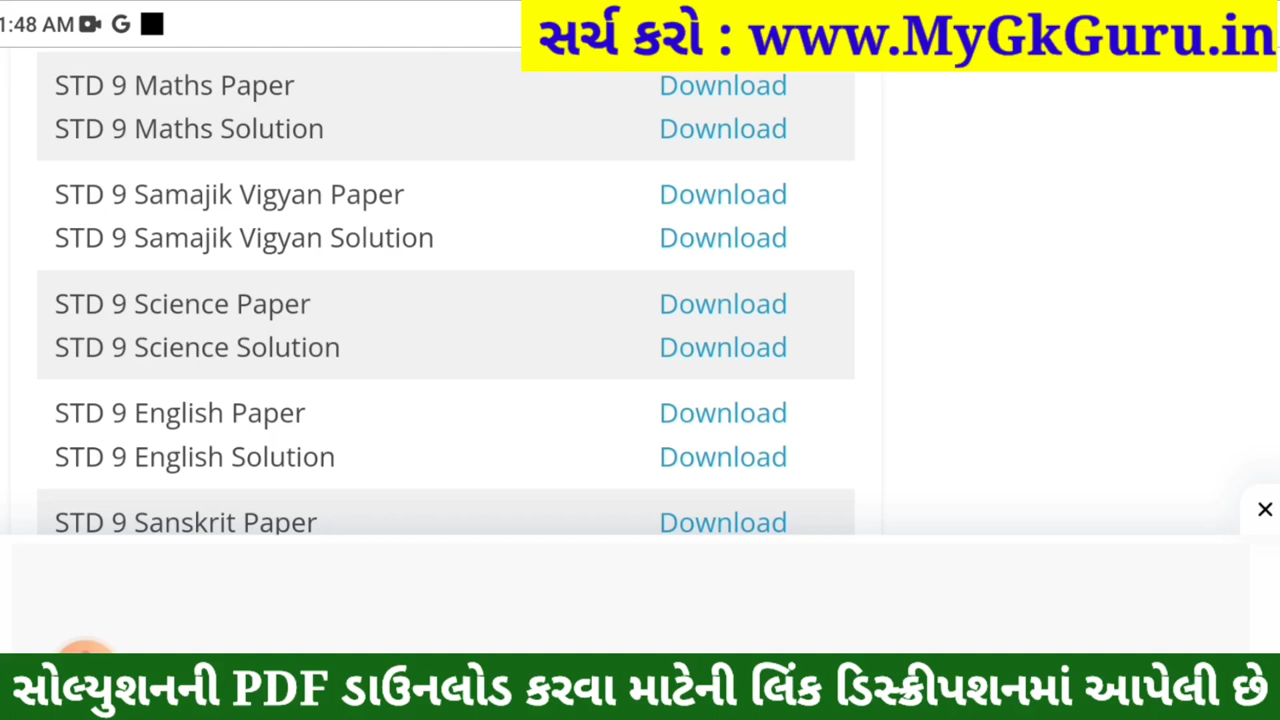 1:48 AM G
સર્ચ કરો : www.MyGkGuru.in
STD 9 Maths Paper Download
STD 9 Maths Solution Download
STD 9 Samajik Vigyan Paper Download
STD 9 Samajik Vigyan Solution Download
STD 9 Science Paper Download
STD 9 Science Solution Download
STD 9 English Paper Download
STD 9 English Solution Download
STD 9 Sanskrit Paper Download
સોલ્યુશનની PDF ડાઉનલોડ કરવા માટેની લિંક ડિસ્ક્રીપશનમાં આપેલી છે